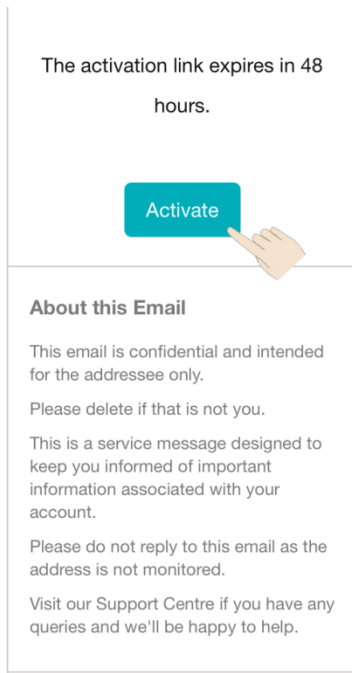 The activation link expires in 48
hours.
Activate
About this Email
This email is confidential and intended
for the addressee only.
Please delete if that is not you.
This is a service message designed to
keep you informed of important
information associated with your
account.
Please do not reply to this email as the
address is not monitored.
Visit our Support Centre if you have any
queries and we'll be happy to help.